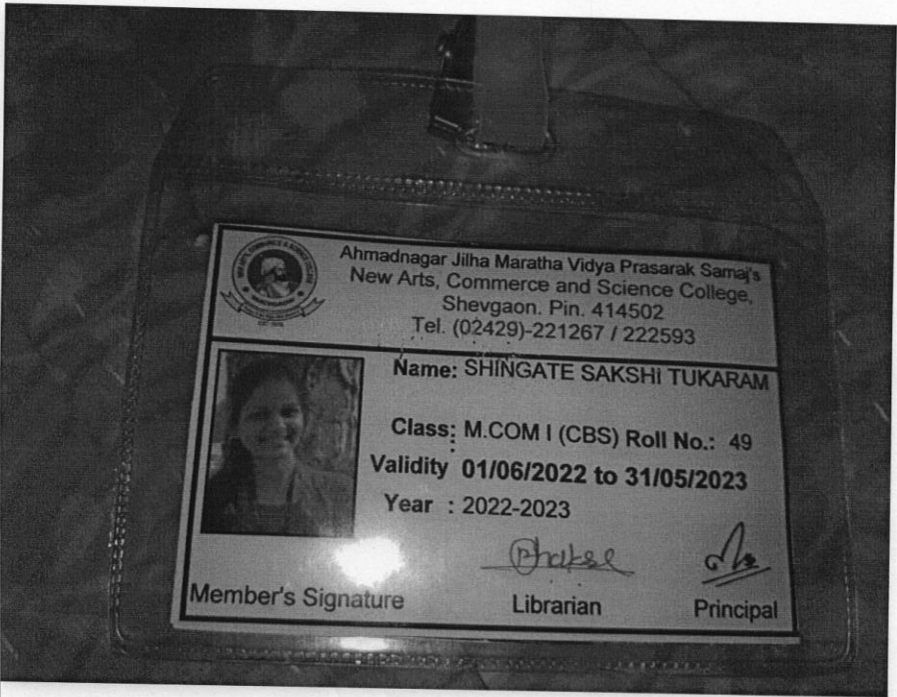 Ahmadnagar Jilha Maratha Vidya Prasarak Samaj's
New Arts, Commerce and Science College,
Shevgaon. Pin. 414502
Tel. (02429)-221267 / 222593
Name: SHINGATE SAKSHI TUKARAM
Class: M.COM I (CBS) Roll No.: 49
Validity 01/06/2022 to 31/05/2023
Year : 2022-2023
Member's Signature Librarian Principal